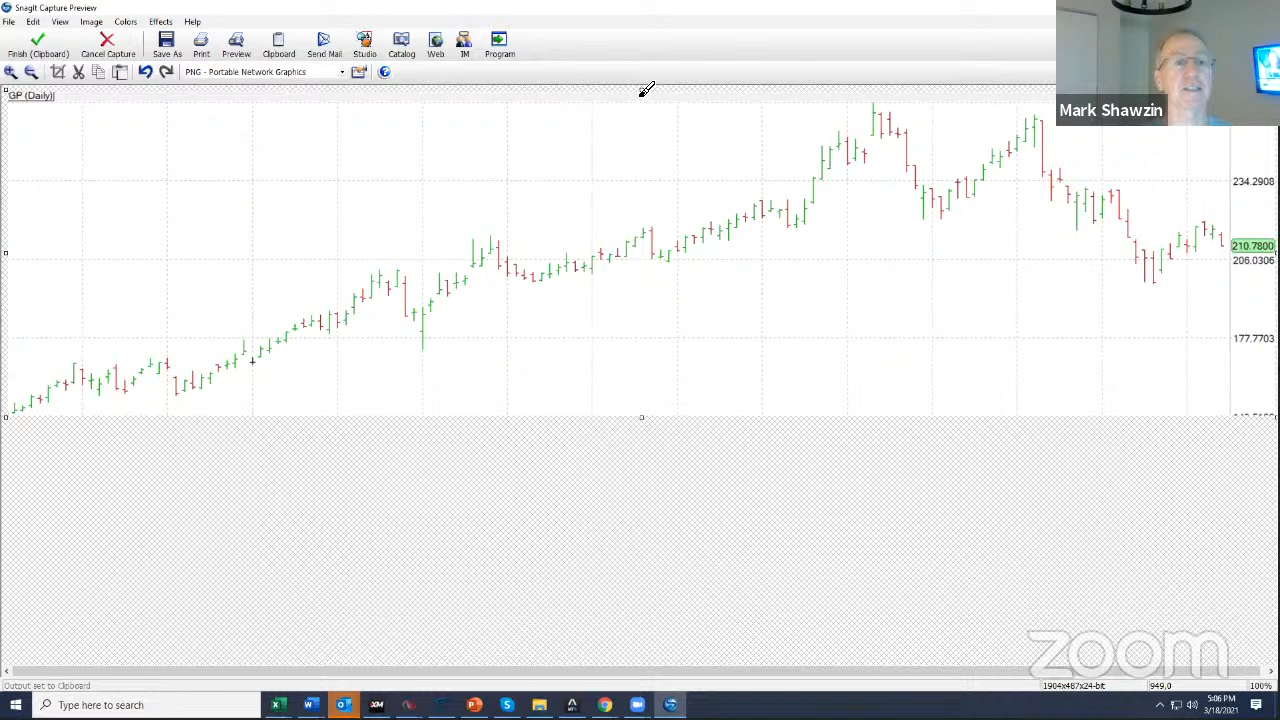 SnagIt Capture Preview
File Edit View Image Colors Effects Help
Finish (Clipboard) Cancel Capture Save As Print Preview Clipboard Send Mail Studio Catalog Web IM Program
PNG - Portable Network Graphics
GP (Daily)
Mark Shawzin
234.2908
210.7800
206.0306
177.7703
zoom
Output set to Clipboard 1904x487x24-bit 949,0 100%
Type here to search
5:06 PM
3/18/2021